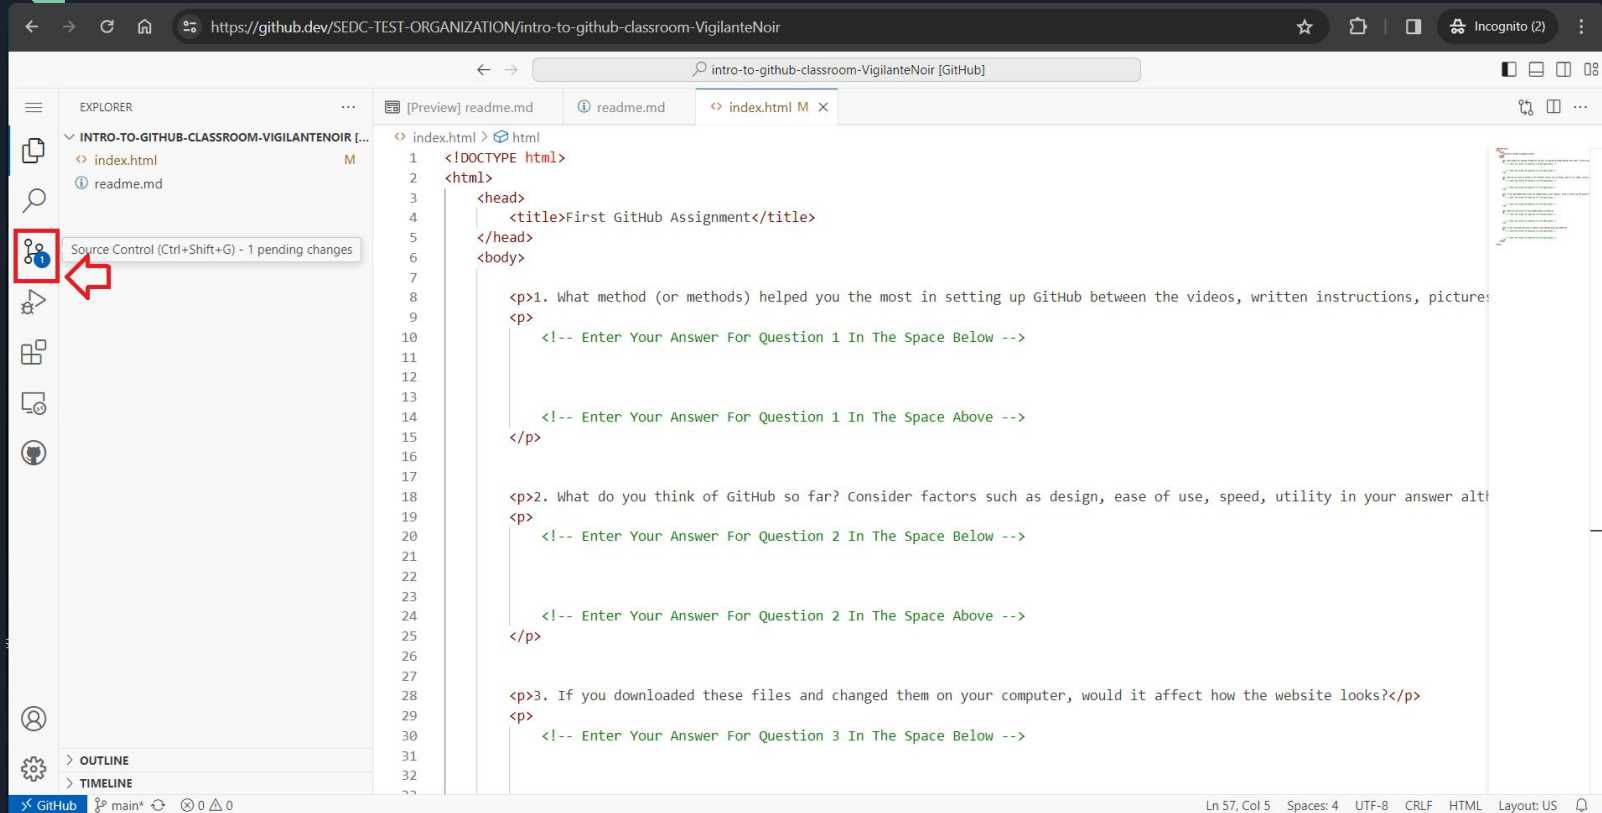 https://github.dev/SEDC-TEST-ORGANIZATION/intro-to-github-classroom-VigilanteNoir
Incognito (2)
intro-to-github-classroom-VigilanteNoir [GitHub]
EXPLORER
[Preview] readme.md
readme.md
index.html M
INTRO-TO-GITHUB-CLASSROOM-VIGILANTENOIR [...
index.html > html
index.html M
readme.md
Source Control (Ctrl+Shift+G) - 1 pending changes
1
1 <!DOCTYPE html>
2 <html>
3 <head>
4 <title>First GitHub Assignment</title>
5 </head>
6 <body>
7
8 <p>1. What method (or methods) helped you the most in setting up GitHub between the videos, written instructions, pictures
9 <p>
10 <!-- Enter Your Answer For Question 1 In The Space Below -->
11
12
13
14 <!-- Enter Your Answer For Question 1 In The Space Above -->
15 </p>
16
17
18 <p>2. What do you think of GitHub so far? Consider factors such as design, ease of use, speed, utility in your answer alt
19 <p>
20 <!-- Enter Your Answer For Question 2 In The Space Below -->
21
22
23
24 <!-- Enter Your Answer For Question 2 In The Space Above -->
25 </p>
26
27
28 <p>3. If you downloaded these files and changed them on your computer, would it affect how the website looks?</p>
29 <p>
30 <!-- Enter Your Answer For Question 3 In The Space Below -->
31
32
OUTLINE
TIMELINE
GitHub main* 0 0
Ln 57, Col 5 Spaces: 4 UTF-8 CRLF HTML Layout: US